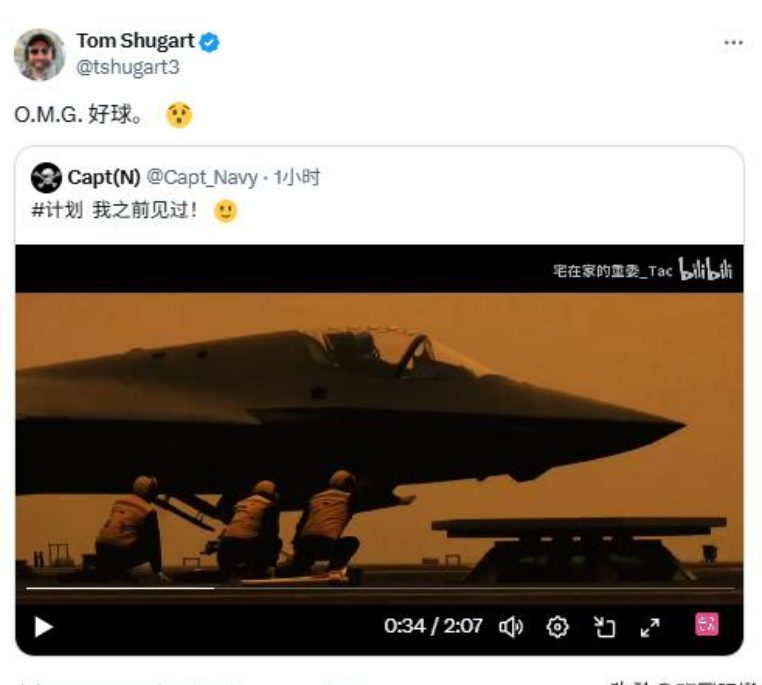 Tom Shugart
@tshugart3
O.M.G. 好球。
Capt(N) @Capt_Navy · 1小时
#计划 我之前见过！
宅在家的重委_Tac bilibili
0:34 / 2:07